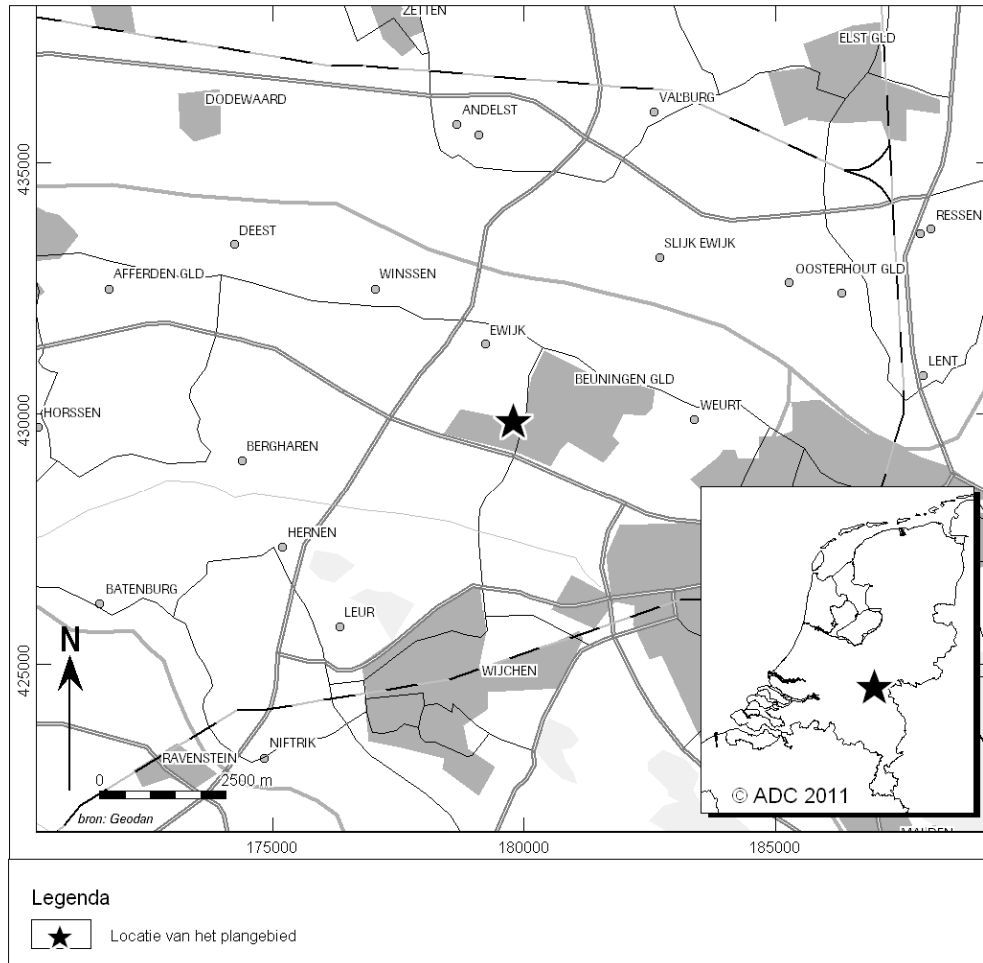 ZETTEN
ELST GLD
DODEWAARD
ANDELST
VALBURG
435000
DEEST
RESSEN
SLIJK EWIJK
AFFERDEN GLD
WINSSEN
OOSTERHOUT GLD
EWIJK
LENT
BEUNINGEN GLD
WEURT
430000
HORSSEN
BERGHAREN
HERNEN
BATENBURG
LEUR
N
425000
WIJCHEN
NIFTRIK
RAVENSTEIN
0 2500 m
© ADC 2011
bron: Geodan
MALDEN
175000 180000 185000
Legenda
Locatie van het plangebied